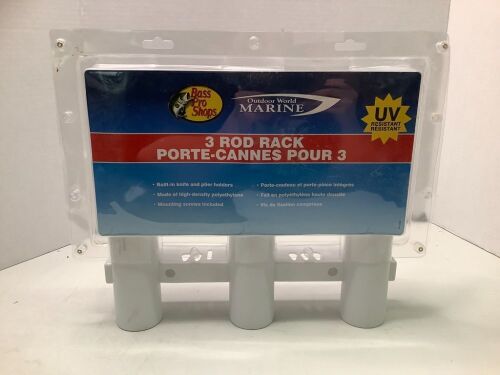 Bass
Pro
Shops
Outdoor World
MARINE
UV
RESISTANT
RÉSISTANT
3 ROD RACK
PORTE-CANNES POUR 3
• Built-in knife and plier holders
• Made of high-density polyethylene
• Mounting screws included
• Porte-couteau et porte-pince intégrés
• Fait en polyéthylène haute densité
• Vis de fixation comprises